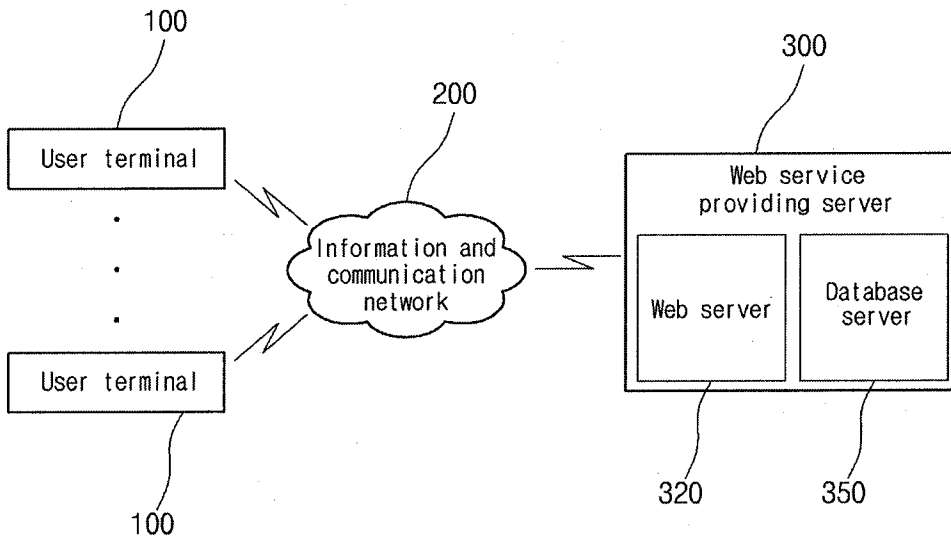 100
200
300
User terminal
Web service
providing server
Information and
communication
network
Web server
Database
server
User terminal
100
320
350